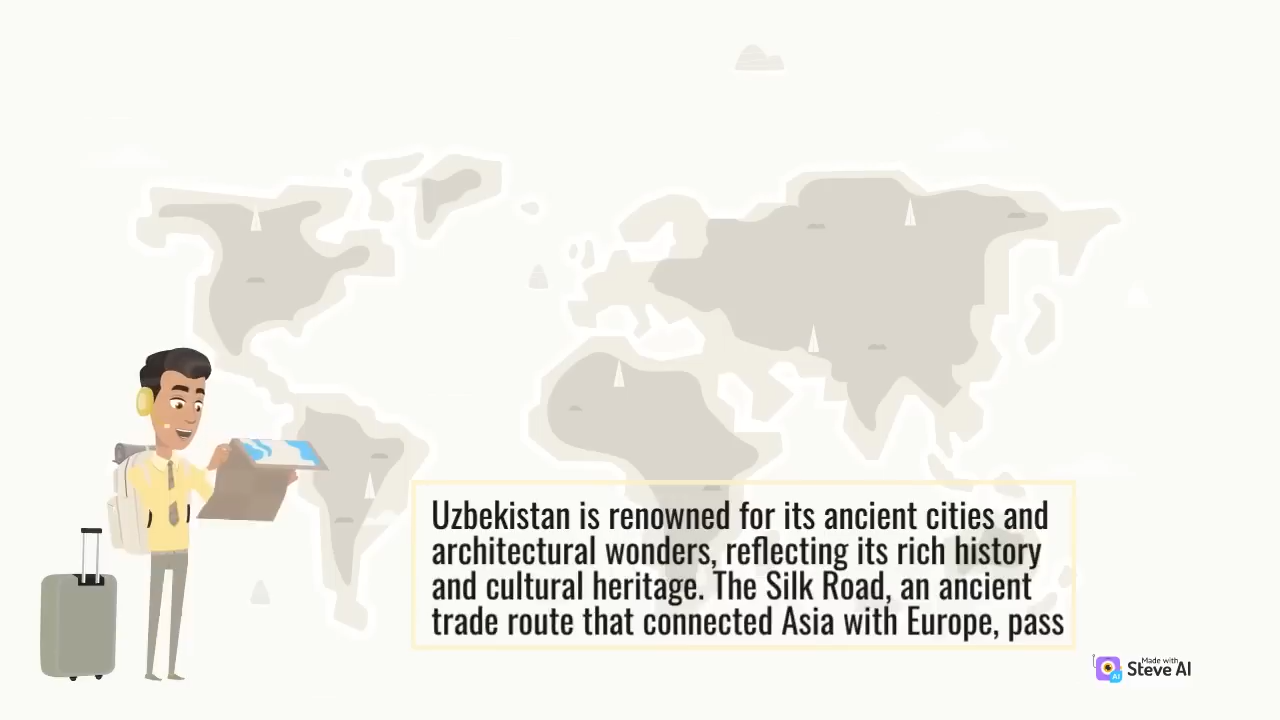 Uzbekistan is renowned for its ancient cities and
architectural wonders, reflecting its rich history
and cultural heritage. The Silk Road, an ancient
trade route that connected Asia with Europe, pass
Made with
Steve AI
AI